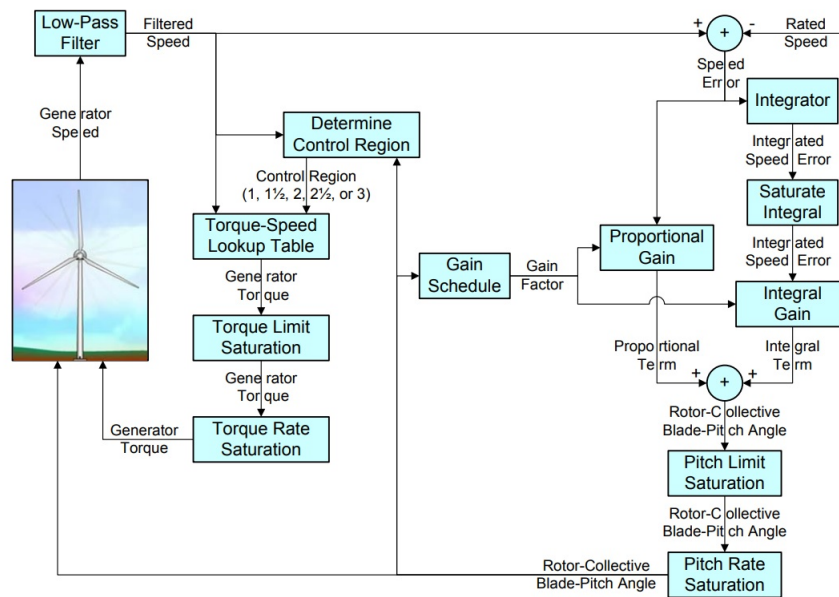 Low-Pass
Filter
Filtered
Speed
+
+
-
Rated
Speed
Speed
Error
Generator
Speed
Determine
Control Region
Integrator
Integrated
Speed Error
Control Region
(1, 1½, 2, 2½, or 3)
Saturate
Integral
Torque-Speed
Lookup Table
Proportional
Gain
Integrated
Speed Error
Gain
Schedule
Gain
Factor
Generator
Torque
Integral
Gain
Torque Limit
Saturation
Proportional
Term
Integral
Term
Generator
Torque
+
+
+
Rotor-Collective
Blade-Pitch Angle
Generator
Torque
Torque Rate
Saturation
Pitch Limit
Saturation
Rotor-Collective
Blade-Pitch Angle
Rotor-Collective
Blade-Pitch Angle
Pitch Rate
Saturation